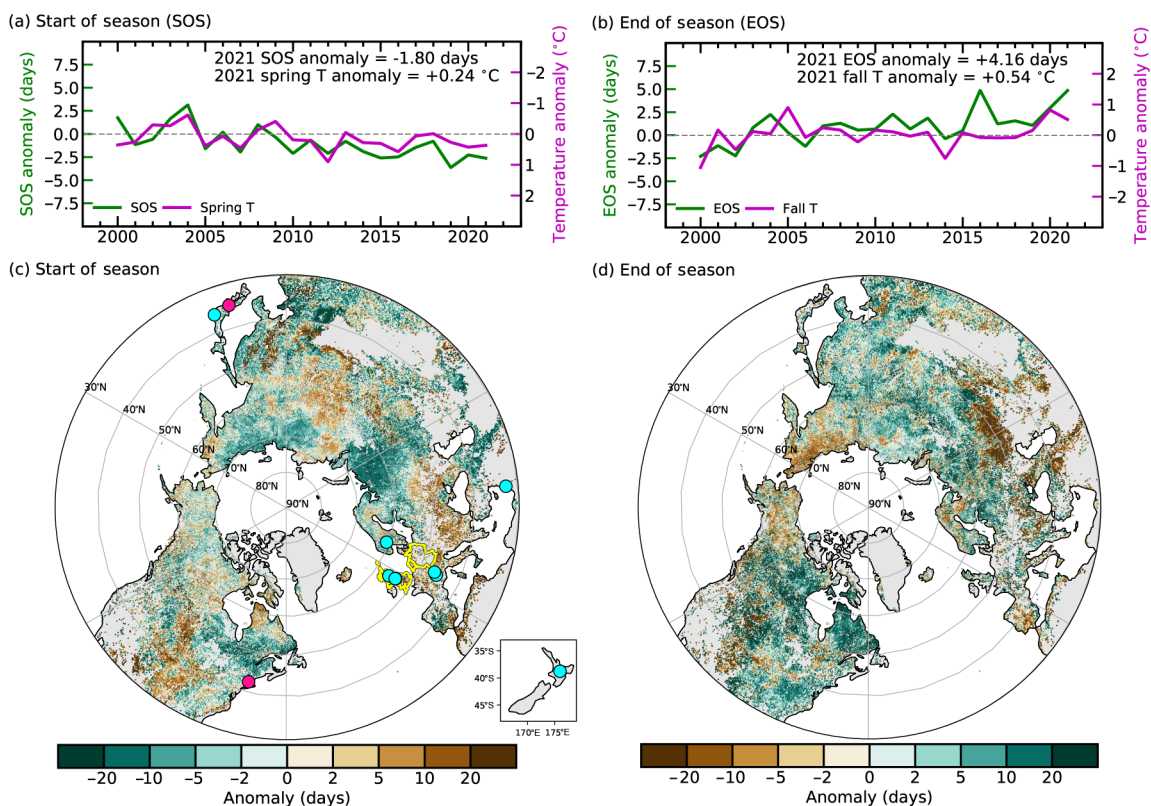 (a) Start of season (SOS)
2021 SOS anomaly = -1.80 days
2021 spring T anomaly = +0.24 °C
SOS anomaly (days)
7.5
5.0
2.5
0.0
−2.5
−5.0
−7.5
Temperature anomaly (°C)
-2
-1
0
1
2
SOS
Spring T
2000 2005 2010 2015 2020
(b) End of season (EOS)
2021 EOS anomaly = +4.16 days
2021 fall T anomaly = +0.54 °C
EOS anomaly (days)
7.5
5.0
2.5
0.0
−2.5
−5.0
−7.5
Temperature anomaly (°C)
2
1
0
−1
−2
EOS
Fall T
2000 2005 2010 2015 2020
(c) Start of season
30°N
40°N
50°N
60°N
70°N
80°N
90°N
35°S
40°S
45°S
170°E 175°E
−20 −10 −5 −2 0 2 5 10 20
Anomaly (days)
(d) End of season
30°N
40°N
50°N
60°N
70°N
80°N
90°N
−20 −10 −5 −2 0 2 5 10 20
Anomaly (days)